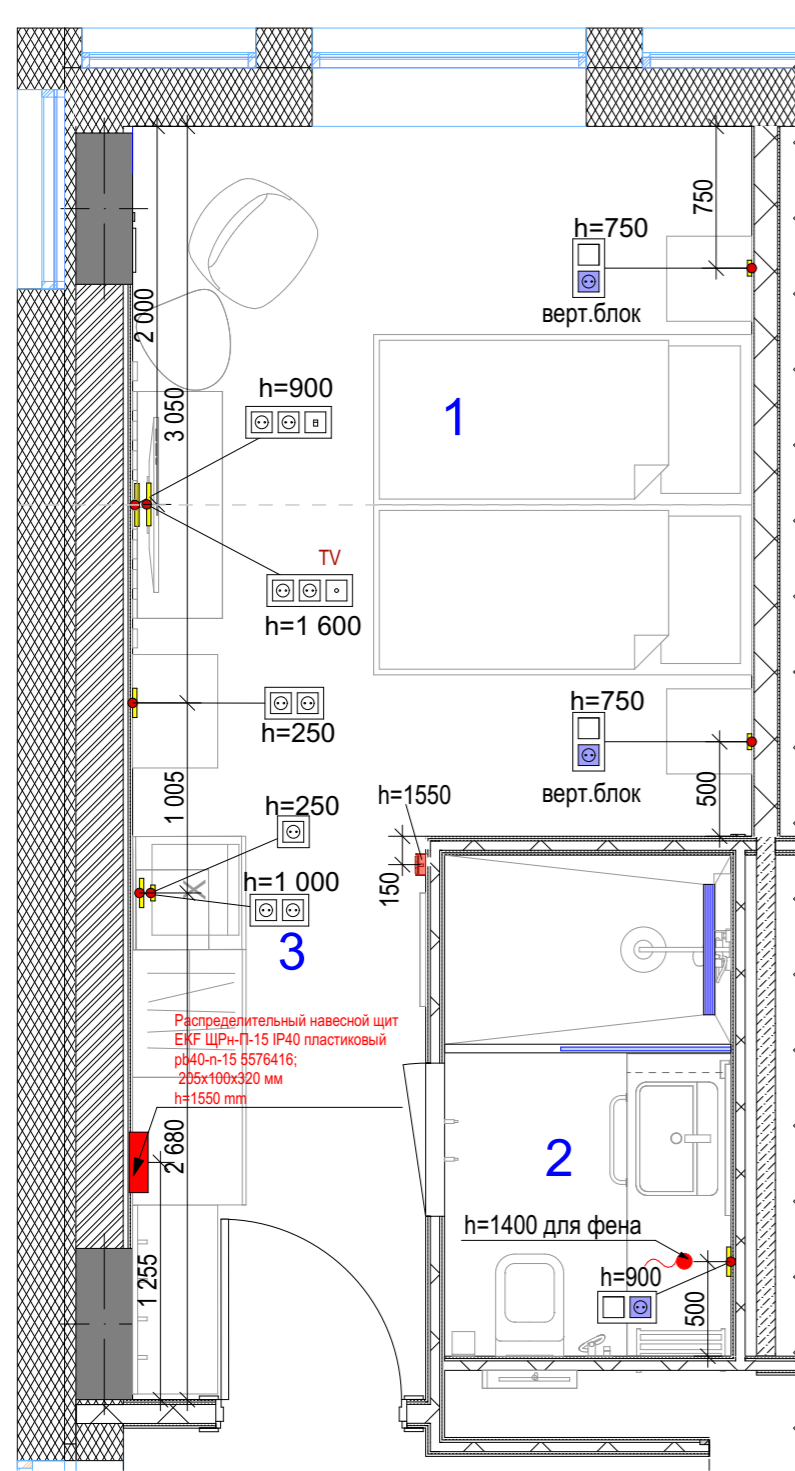 750
h=750
верт.блок
2 000
3 050
h=900
1
TV
h=1 600
h=250
h=750
верт.блок
500
1 005
h=250
h=1550
h=1 000
150
3
Распределительный навесной щит
EKF ЩРн-П-15 IP40 пластиковый
pb40-n-15 5576416;
205х100х320 мм
h=1550 mm
2 680
2
h=1400 для фена
h=900
500
1 255